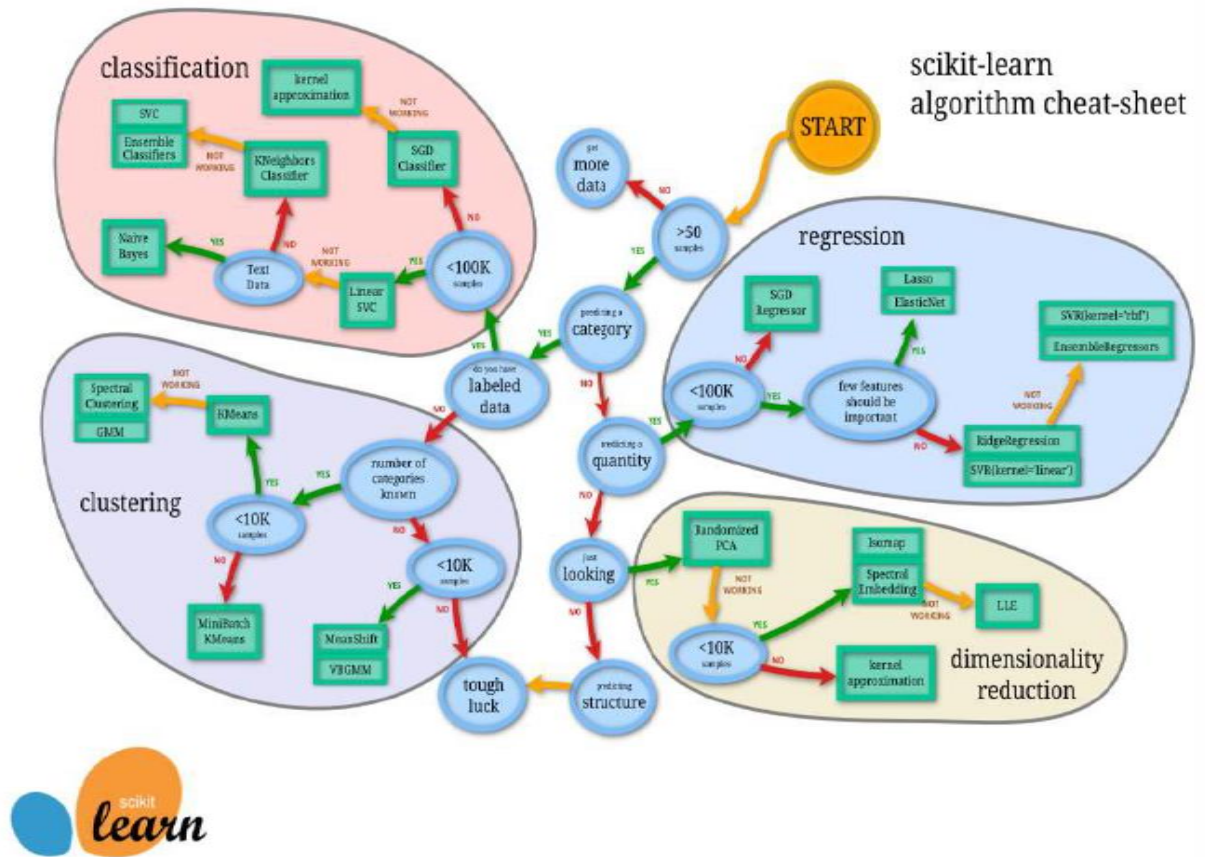 scikit-learn
algorithm cheat-sheet
START
>50
samples
NO
get
more
data
YES
predicting a
category
YES
do you have
labeled
data
YES
NO
NO
predicting a
quantity
YES
NO
just
looking
YES
NO
predicting
structure
tough
luck
classification
<100K
samples
YES
NO
SGD
Classifier
NOT
WORKING
kernel
approximation
Linear
SVC
NOT
WORKING
Text
Data
YES
Naive
Bayes
NO
KNeighbors
Classifier
NOT
WORKING
SVC
Ensemble
Classifiers
clustering
number of
categories
known
YES
NO
<10K
samples
YES
NO
KMeans
NOT
WORKING
Spectral
Clustering
GMM
MiniBatch
KMeans
<10K
samples
YES
NO
MeanShift
VBGMM
regression
<100K
samples
NO
YES
SGD
Regressor
few features
should be
important
YES
NO
Lasso
ElasticNet
RidgeRegression
SVR(kernel='linear')
NOT
WORKING
SVR(kernel='rbf')
EnsembleRegressors
dimensionality
reduction
Randomized
PCA
NOT
WORKING
<10K
samples
YES
NO
Isomap
Spectral
Embedding
NOT
WORKING
LLE
kernel
approximation
scikit
learn